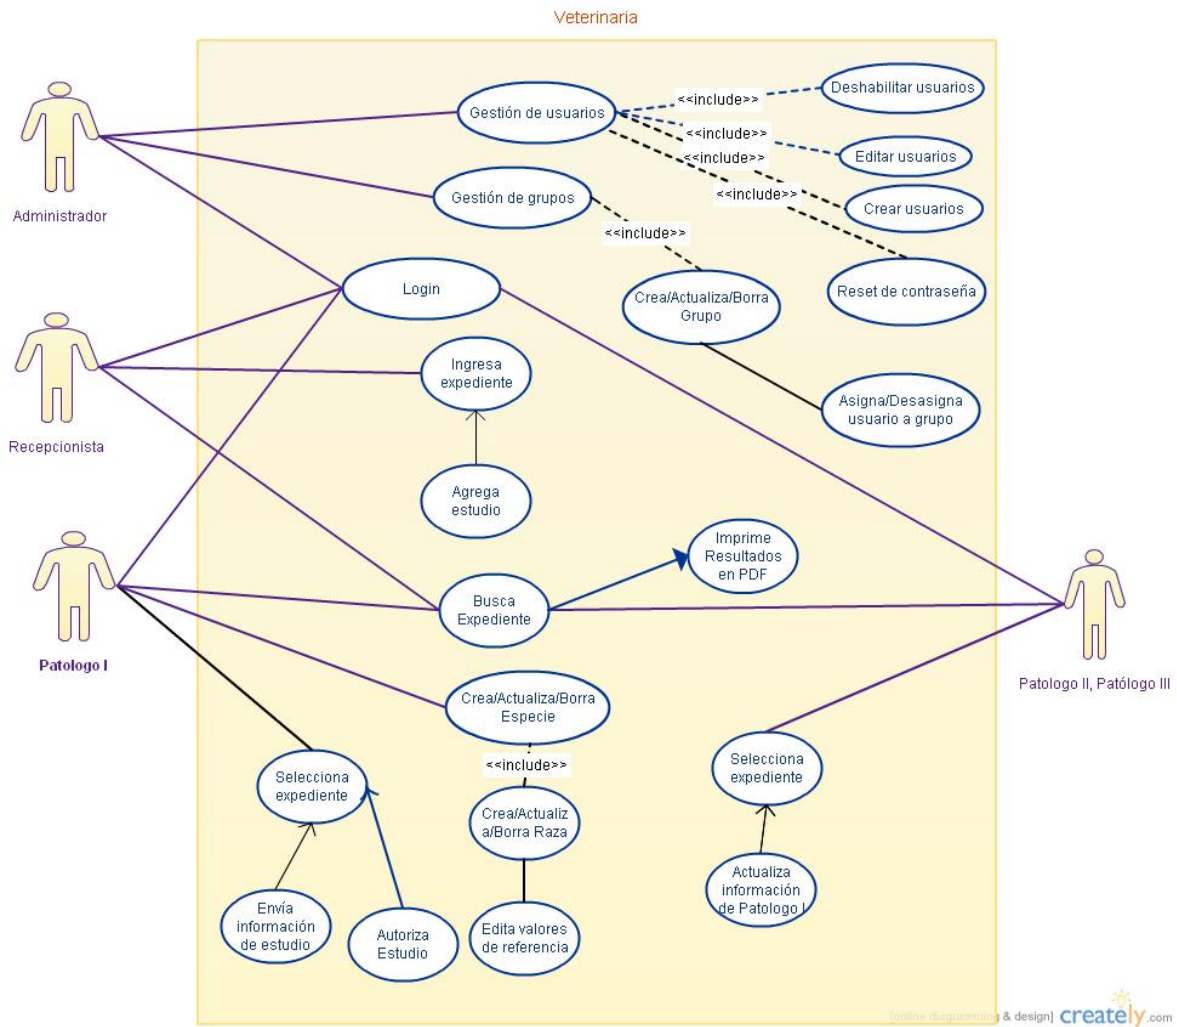 Veterinaria
Administrador
Gestión de usuarios
<<include>>
Deshabilitar usuarios
<<include>>
Editar usuarios
<<include>>
Crear usuarios
<<include>>
Reset de contraseña
Gestión de grupos
<<include>>
Crea/Actualiza/Borra
Grupo
Asigna/Desasigna
usuario a grupo
Login
Recepcionista
Ingresa
expediente
Agrega
estudio
Imprime
Resultados
en PDF
Busca
Expediente
Patologo I
Patologo II, Patólogo III
Crea/Actualiza/Borra
Especie
<<include>>
Crea/Actualiz
a/Borra Raza
Edita valores
de referencia
Selecciona
expediente
Envía
información
de estudio
Autoriza
Estudio
Selecciona
expediente
Actualiza
información
de Patologo I
[online diagramming & design] creately.com